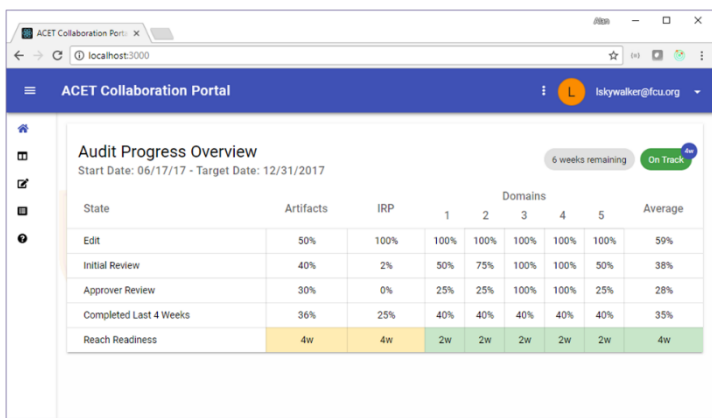 ACET Collaboration Porta
localhost:3000
ACET Collaboration Portal
L
lskywalker@fcu.org
Audit Progress Overview
Start Date: 06/17/17 - Target Date: 12/31/2017
6 weeks remaining
On Track
4w
State Artifacts IRP Domains Average
1 2 3 4 5
Edit 50% 100% 100% 100% 100% 100% 100% 59%
Initial Review 40% 2% 50% 75% 100% 100% 50% 38%
Approver Review 30% 0% 25% 25% 100% 100% 25% 28%
Completed Last 4 Weeks 36% 25% 40% 40% 40% 40% 40% 35%
Reach Readiness 4w 4w 2w 2w 2w 2w 2w 4w